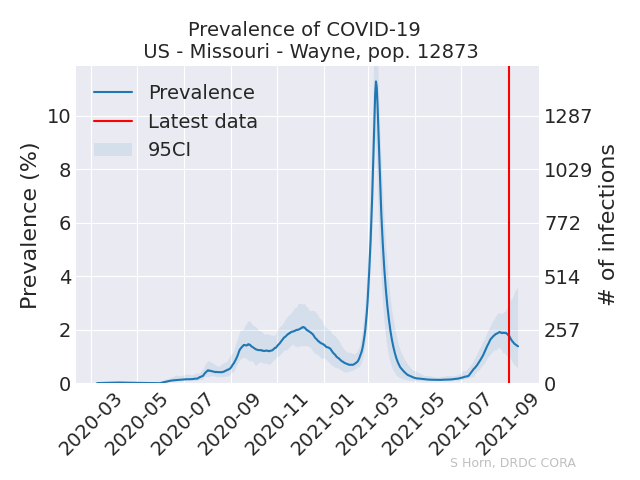 Prevalence of COVID-19
US - Missouri - Wayne, pop. 12873
Prevalence
Latest data
95CI
Prevalence (%)
10
8
6
4
2
0
# of infections
1287
1029
772
514
257
0
2020-03
2020-05
2020-07
2020-09
2020-11
2021-01
2021-03
2021-05
2021-07
2021-09
S Horn, DRDC CORA